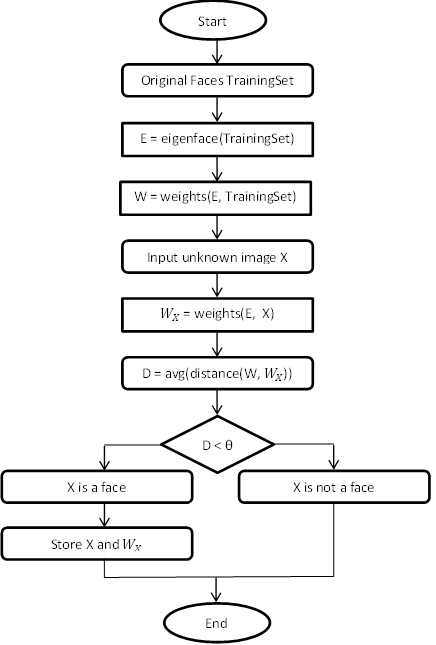 Start
Original Faces TrainingSet
E = eigenface(TrainingSet)
W = weights(E, TrainingSet)
Input unknown image X
W_X = weights(E, X)
D = avg(distance(W, W_X))
D < θ
X is a face
X is not a face
Store X and W_X
End